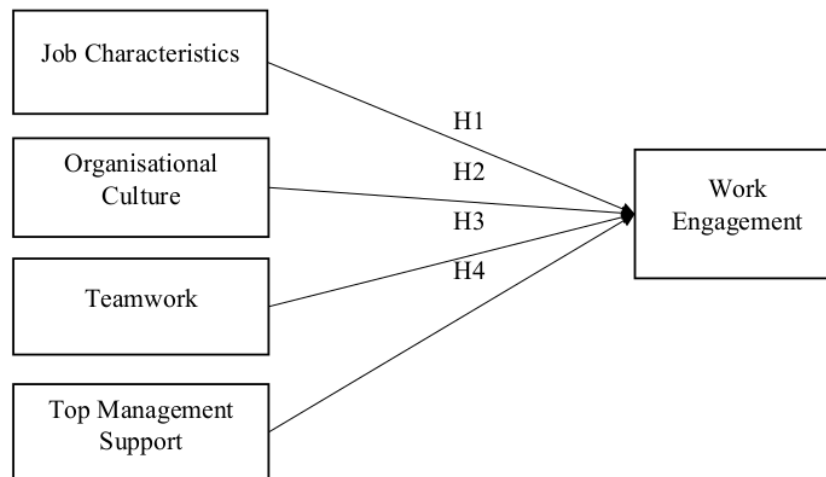 Job Characteristics
H1
Organisational
Culture
H2
Work
Engagement
H3
Teamwork
H4
Top Management
Support